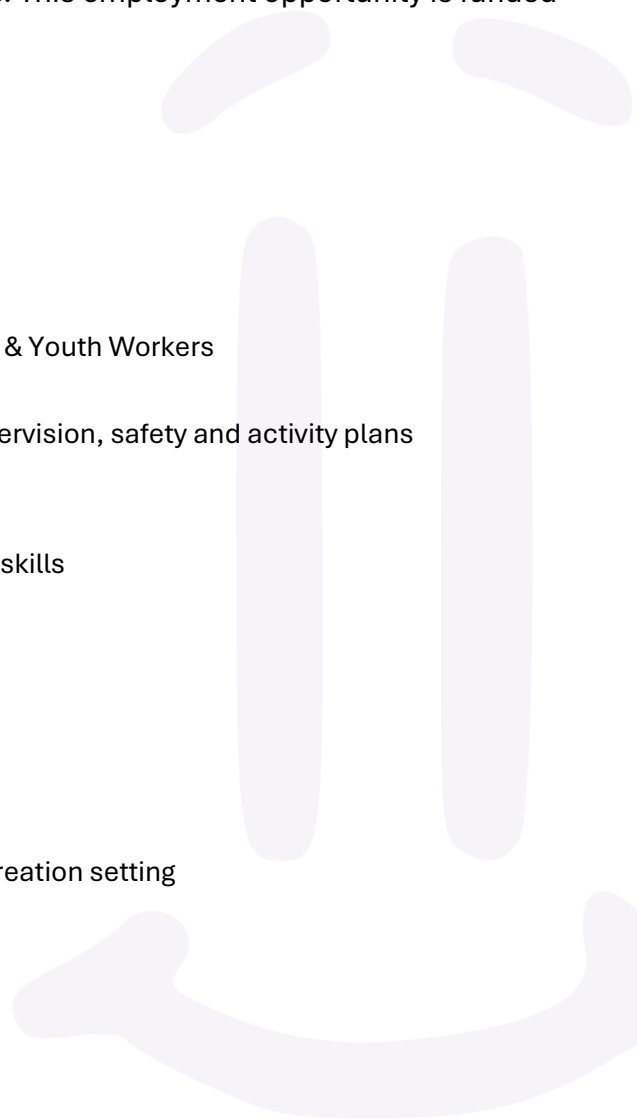 . This employment opportunity is funded
& Youth Workers
ervision, safety and activity plans
skills
reation setting